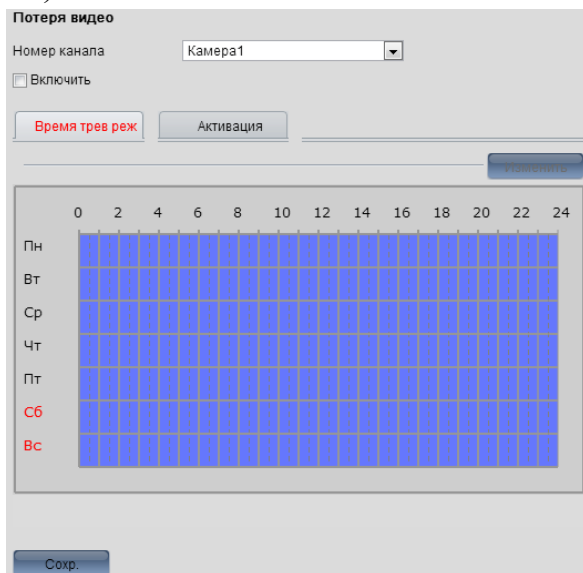 Потеря видео
Номер канала Камера1
Включить
Время трев реж Активация
Изменить
0 2 4 6 8 10 12 14 16 18 20 22 24
Пн
Вт
Ср
Чт
Пт
Сб
Вс
Сохр.